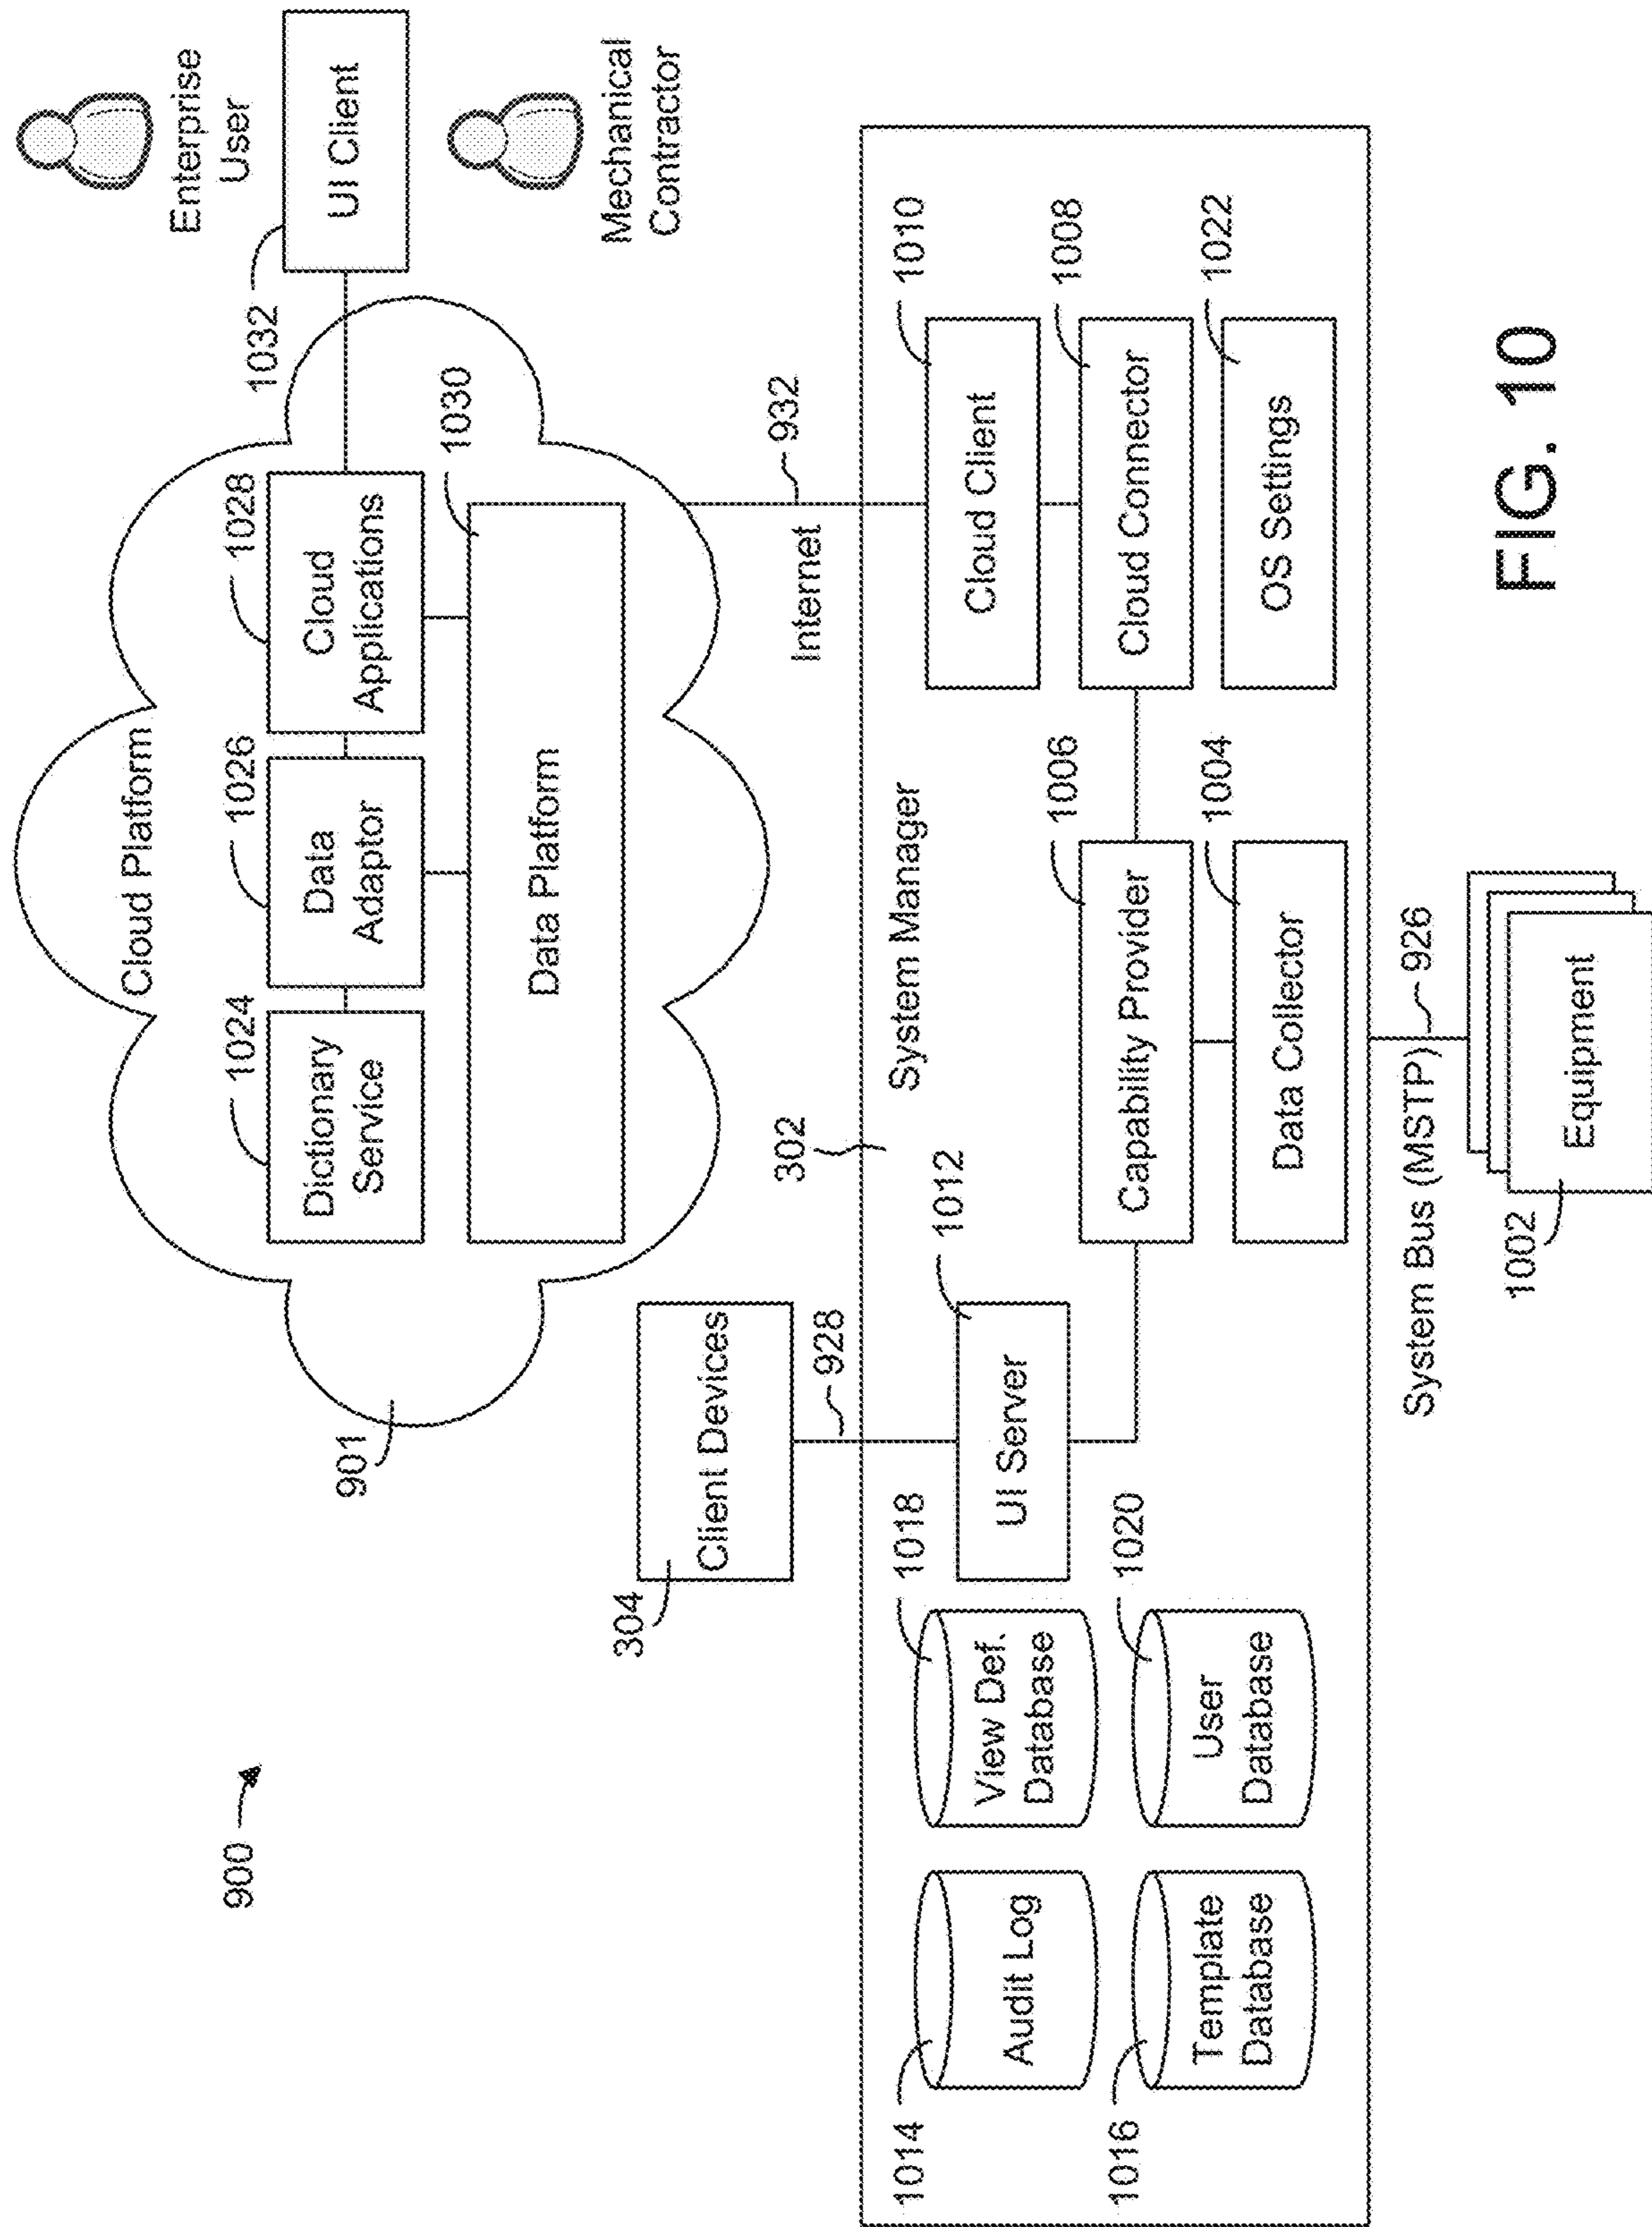 900
Cloud Platform
901
1024
Dictionary
Service
1026
Data
Adaptor
1028
Cloud
Applications
1030
Data Platform
1032
UI Client
Enterprise
User
Mechanical
Contractor
304
Client Devices
928
Internet
932
302
System Manager
1014
Audit Log
1018
View Def.
Database
1016
Template
Database
1020
User
Database
1012
UI Server
1006
Capability Provider
1004
Data Collector
1010
Cloud Client
1008
Cloud Connector
1022
OS Settings
System Bus (MSTP)
926
1002
Equipment
FIG. 10